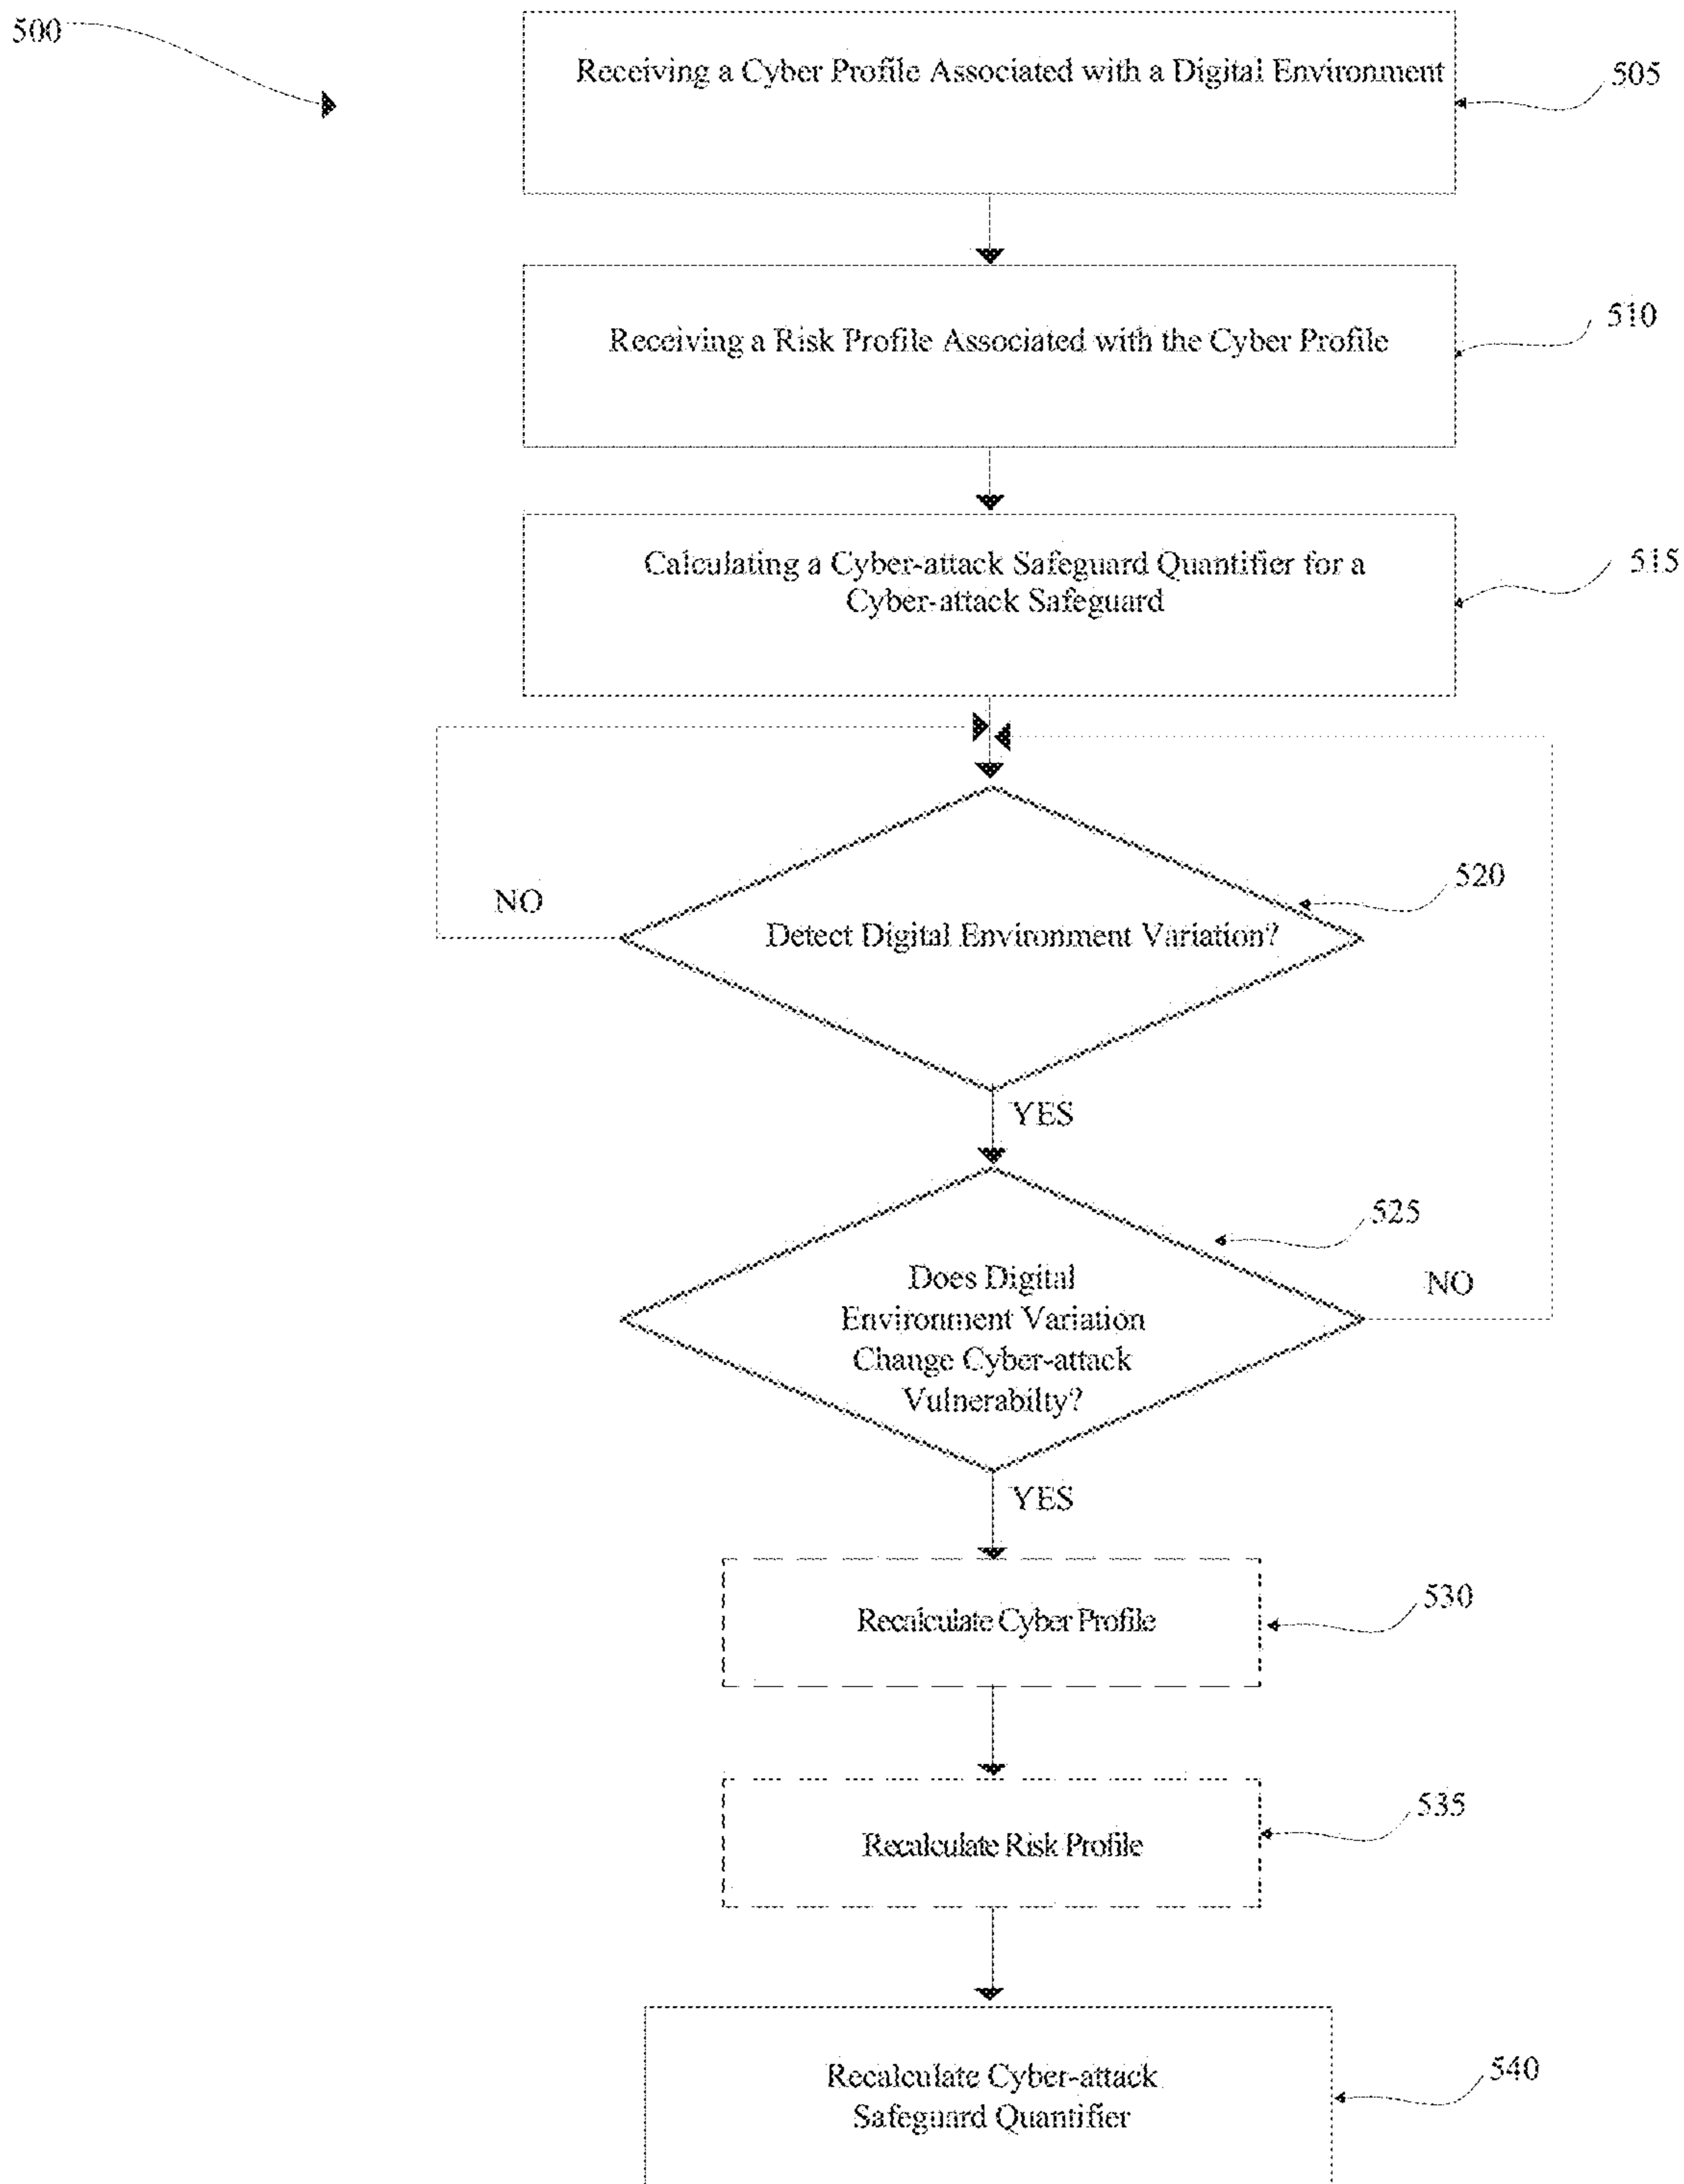 500
Receiving a Cyber Profile Associated with a Digital Environment
505
Receiving a Risk Profile Associated with the Cyber Profile
510
Calculating a Cyber-attack Safeguard Quantifier for a
Cyber-attack Safeguard
515
NO
Detect Digital Environment Variation?
520
YES
Does Digital
Environment Variation
Change Cyber-attack
Vulnerabilty?
525
NO
YES
Recalculate Cyber Profile
530
Recalculate Risk Profile
535
Recalculate Cyber-attack
Safeguard Quantifier
540